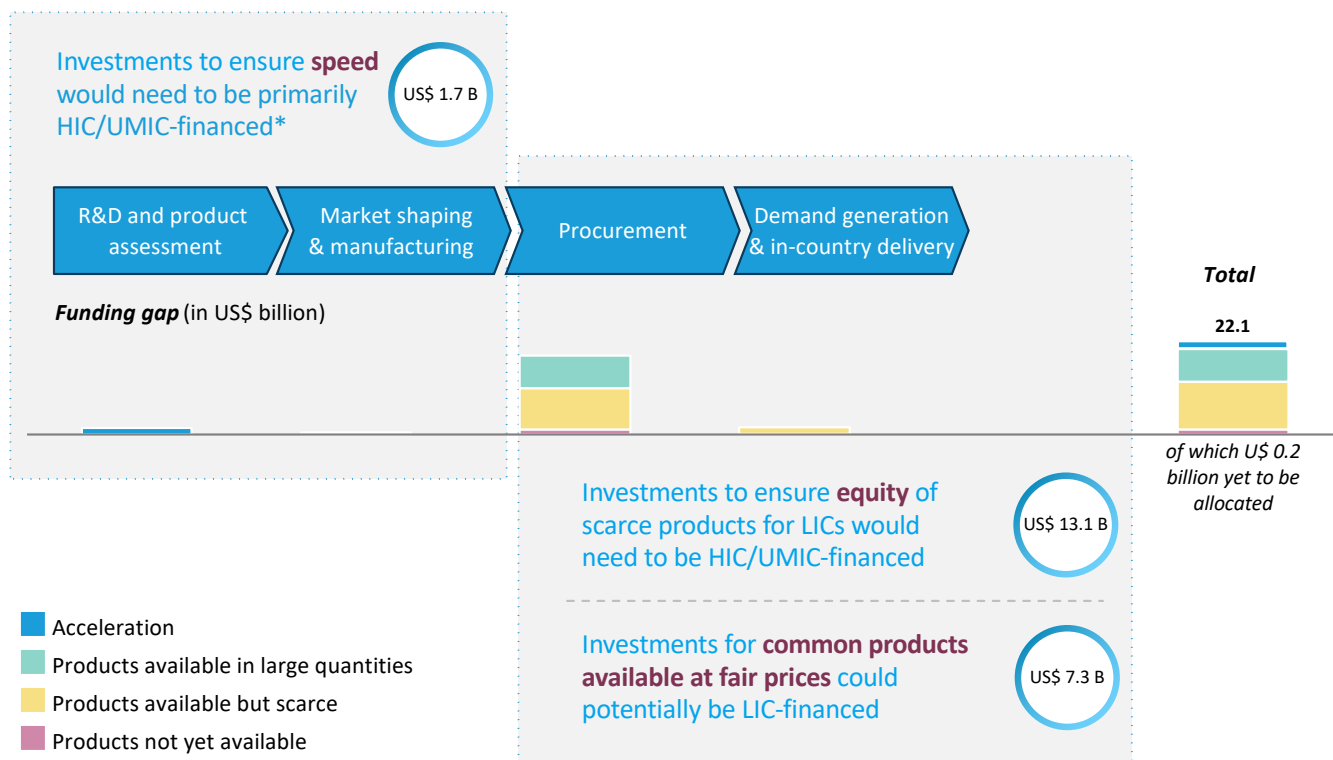 Investments to ensure speed
would need to be primarily
HIC/UMIC-financed*
US$ 1.7 B
R&D and product
assessment
Market shaping
& manufacturing
Procurement
Demand generation
& in-country delivery
Funding gap (in US$ billion)
Total
22.1
of which U$ 0.2
billion yet to be
allocated
Investments to ensure equity of
scarce products for LICs would
need to be HIC/UMIC-financed
US$ 13.1 B
Investments for common products
available at fair prices could
potentially be LIC-financed
US$ 7.3 B
Acceleration
Products available in large quantities
Products available but scarce
Products not yet available